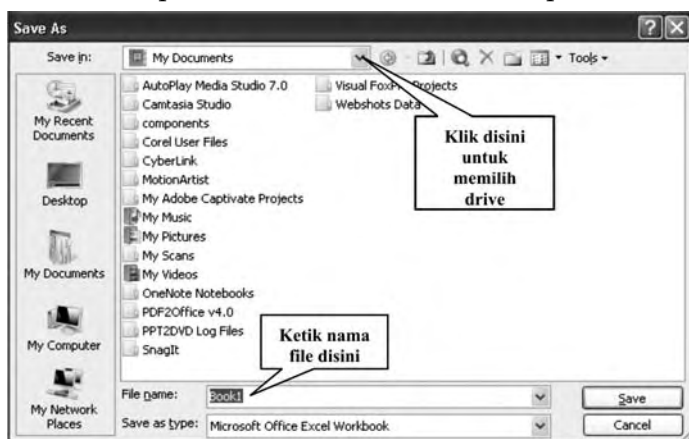 Save As
Save in:
My Documents
Tools
My Recent
Documents
Desktop
My Documents
My Computer
My Network
Places
AutoPlay Media Studio 7.0
Camtasia Studio
components
Corel User Files
CyberLink
MotionArtist
My Adobe Captivate Projects
My Music
My Pictures
My Scans
My Videos
OneNote Notebooks
PDF2Office v4.0
PPT2DVD Log Files
SnagIt
Visual FoxPro Projects
Webshots Data
Klik disini
untuk
memilih
drive
Ketik nama
file disini
File name:
Book1
Save
Save as type:
Microsoft Office Excel Workbook
Cancel